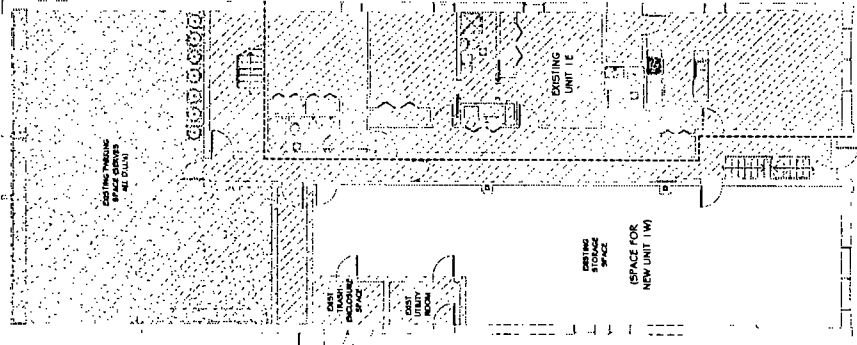 EXISTING PARKING
SPACE (SERVES
ALL D.U.s)
EXISTING
UNIT 1E
EXIST
TRASH
ENCLOSURE
SPACE
EXIST
UTILITY
ROOM
EXISTING
STORAGE
SPACE
(SPACE FOR
NEW UNIT 1W)